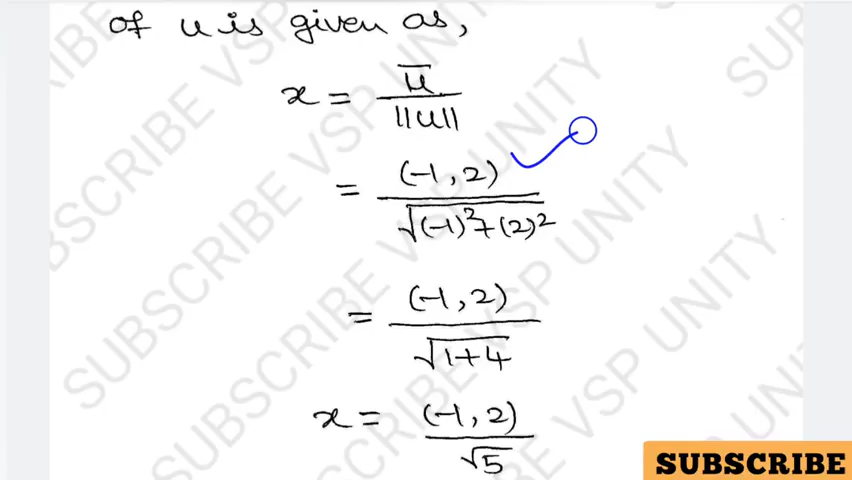 of u is given as,
x = ū / ||u||
= (-1, 2) / √(-1)²+(2)²
= (-1, 2) / √1+4
x = (-1, 2) / √5
SUBSCRIBE VSP UNITY
SUBSCRIBE